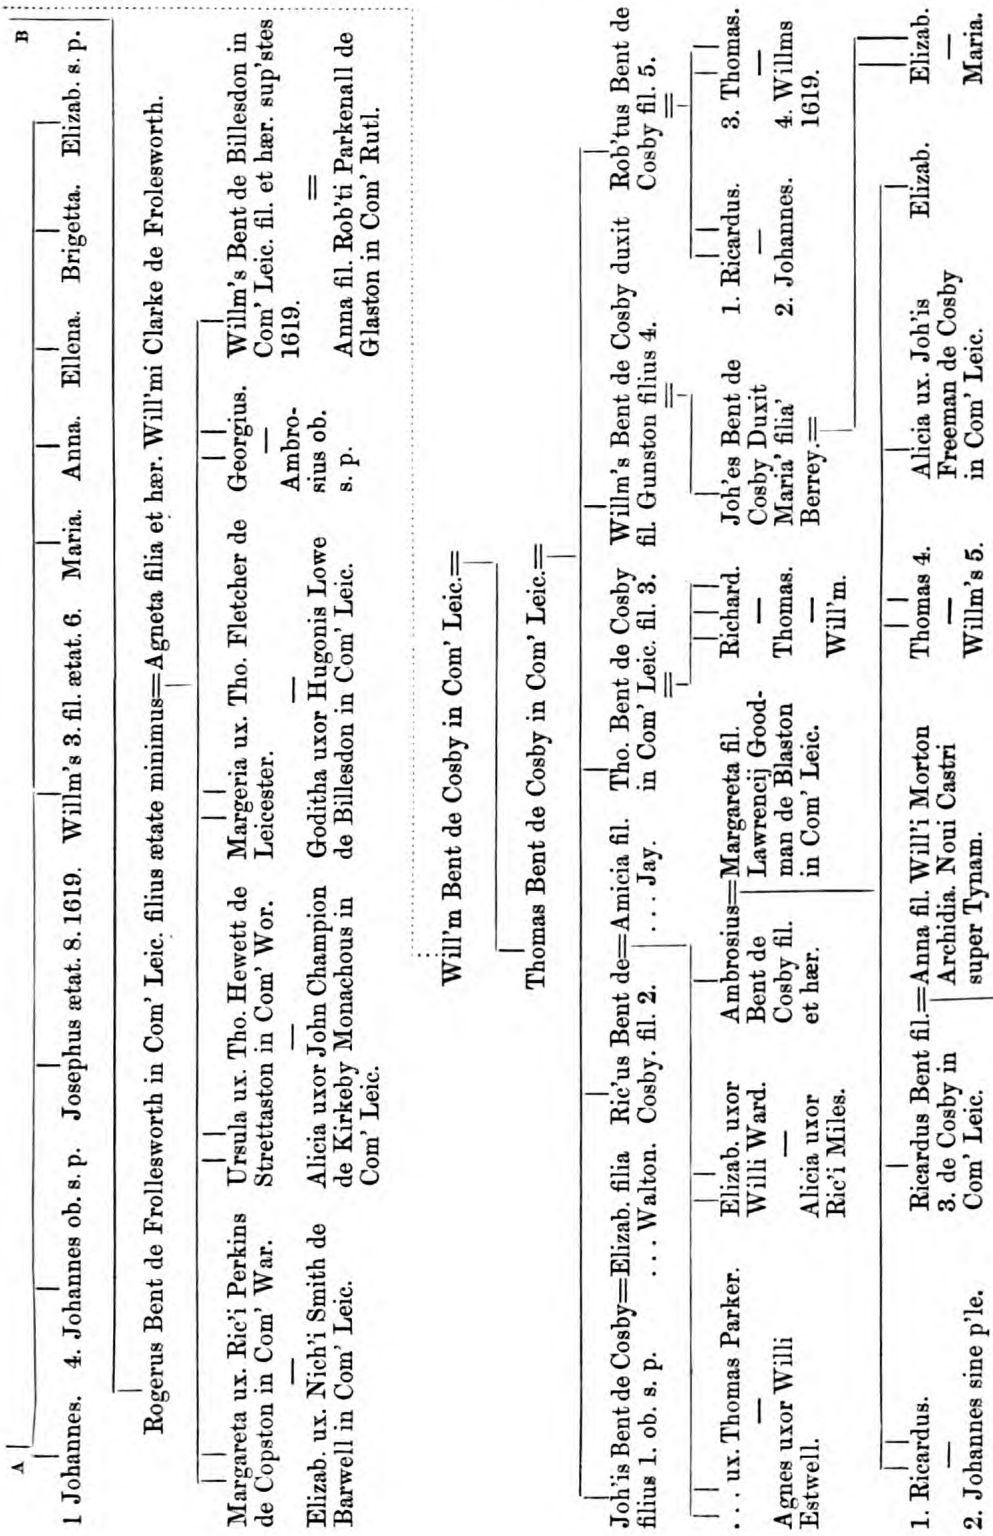 A
B
1 Johannes. 4. Johannes ob. s. p. Josephus ætat. 8. 1619. Willm's 3. fil. ætat. 6. Maria. Anna. Ellena. Brigetta. Elizab. s. p.
Rogerus Bent de Frollesworth in Com' Leic. filius ætate minimus=Agneta filia et hær. Will'mi Clarke de Frolesworth.
Margareta ux. Ric'i Perkins
de Copston in Com' War.
—
Elizab. ux. Nich'i Smith de
Barwell in Com' Leic.
Ursula ux. Tho. Hewett de
Strettaston in Com' Wor.
—
Alicia uxor John Champion
de Kirkeby Monachous in
Com' Leic.
Margeria ux. Tho. Fletcher de
Leicester.
—
Goditha uxor Hugonis Lowe
de Billesdon in Com' Leic.
Georgius.
—
Ambro-
sius ob.
s. p.
Willm's Bent de Billesdon in
Com' Leic. fil. et hær. sup'stes
1619.
=
Anna fil. Rob'ti Parkenall de
Glaston in Com' Rutl.
Will'm Bent de Cosby in Com' Leic.=
Thomas Bent de Cosby in Com' Leic.=
Joh'is Bent de Cosby=Elizab. filia
filius 1. ob. s. p. .... Walton.
Ric'us Bent de=Amicia fil.
Cosby. fil. 2. .... Jay.
Tho. Bent de Cosby
in Com' Leic. fil. 3.
=
Willm's Bent de Cosby duxit
fil. Gunston filius 4.
=
Rob'tus Bent de
Cosby fil. 5.
=
.... ux. Thomas Parker.
—
Agnes uxor Willi
Estwell.
Elizab. uxor
Willi Ward.
—
Alicia uxor
Ric'i Miles.
Ambrosius=Margareta fil.
Bent de Lawrencij Good-
Cosby fil. man de Blaston
et hær. in Com' Leic.
Richard.
—
Thomas.
—
Will'm.
Joh'es Bent de
Cosby Duxit
Maria' filia'
Berrey.=
1. Ricardus.
—
2. Johannes.
3. Thomas.
—
4. Willms
1619.
1. Ricardus.
—
2. Johannes sine p'le.
Ricardus Bent fil.=Anna fil. Will'i Morton
3. de Cosby in Archidia. Noui Castri
Com' Leic. super Tynam.
Thomas 4.
—
Willm's 5.
Alicia ux. Joh'is
Freeman de Cosby
in Com' Leic.
Elizab.
Elizab.
—
Maria.